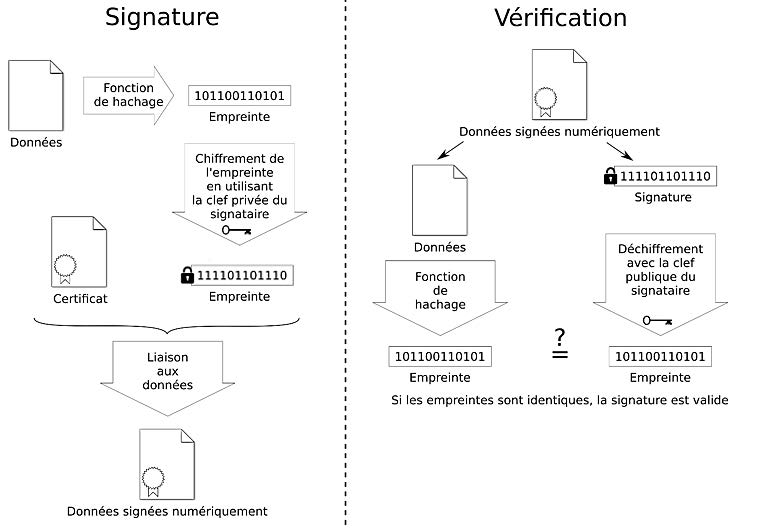 Signature
Données
Fonction
de hachage
101100110101
Empreinte
Chiffrement de
l'empreinte
en utilisant
la clef privée du
signataire
Certificat
111101101110
Empreinte
Liaison
aux
données
Données signées numériquement
Vérification
Données signées numériquement
Données
111101101110
Signature
Fonction
de
hachage
Déchiffrement
avec la clef
publique du
signataire
101100110101
Empreinte
?
=
101100110101
Empreinte
Si les empreintes sont identiques, la signature est valide